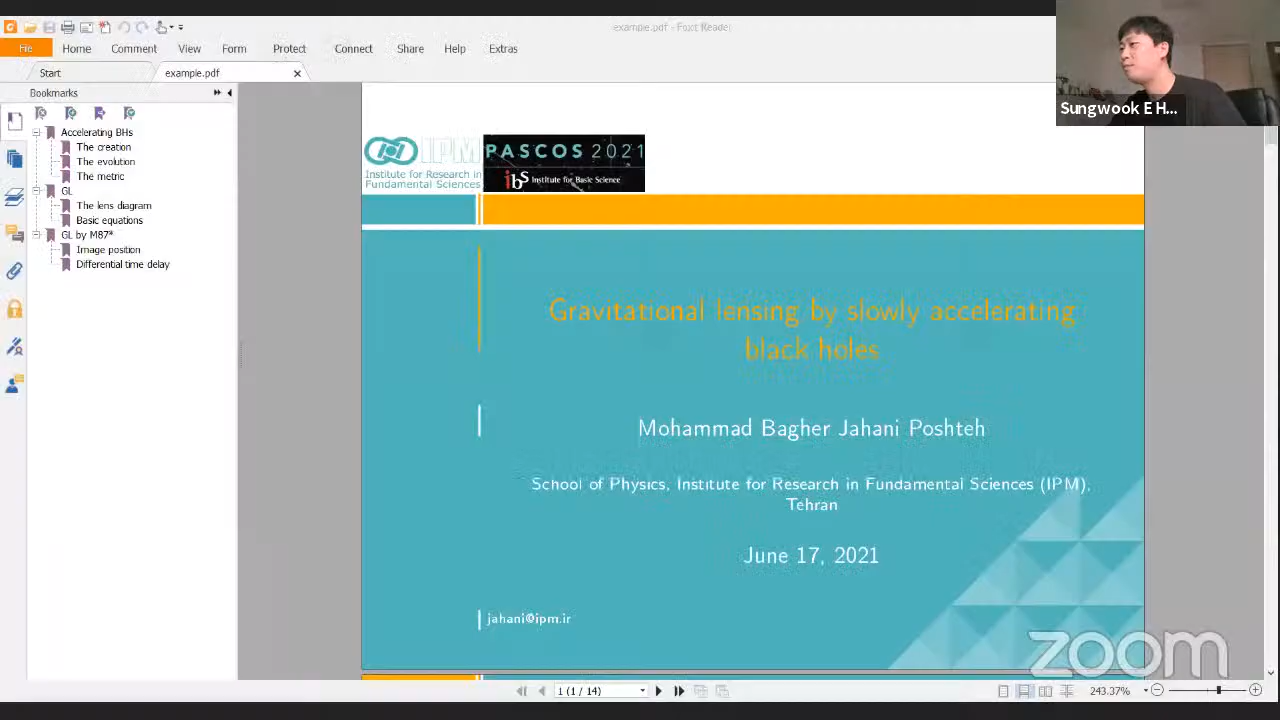 example.pdf - Foxit Reader
File Home Comment View Form Protect Connect Share Help Extras
Start example.pdf
Bookmarks
Accelerating BHs
The creation
The evolution
The metric
GL
The lens diagram
Basic equations
GL by M87*
Image position
Differential time delay
IPM
Institute for Research in
Fundamental Sciences
PASCOS 2021
ibS Institute for Basic Science
Gravitational lensing by slowly accelerating
black holes
Mohammad Bagher Jahani Poshteh
School of Physics, Institute for Research in Fundamental Sciences (IPM),
Tehran
June 17, 2021
jahani@ipm.ir
Sungwook E H...
zoom
1 (1 / 14)
243.37%